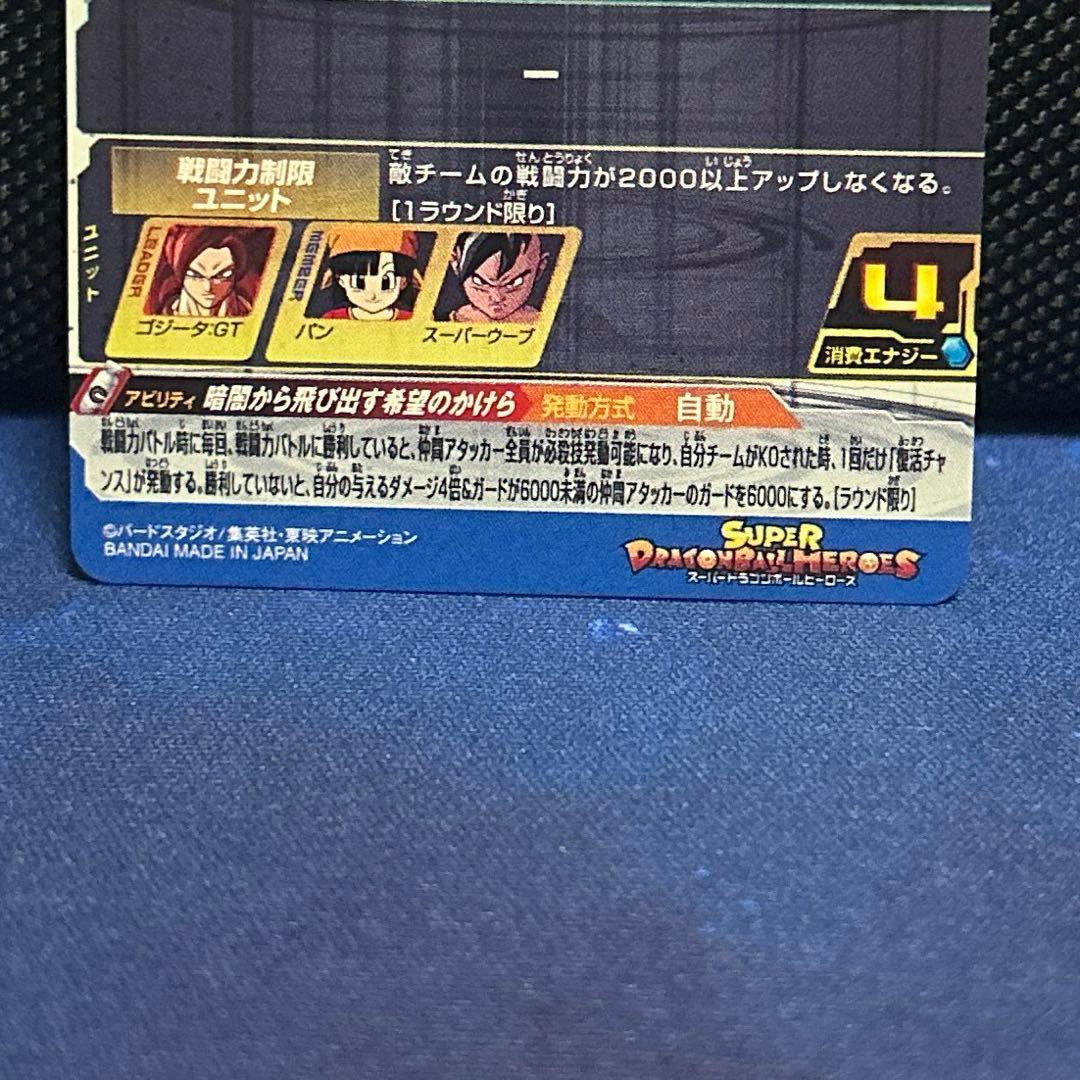 ー
戦闘力制限
ユニット
敵チームの戦闘力が2000以上アップしなくなる。
[1ラウンド限り]
ユニット
LEADER
ゴジータ:GT
MEMBER
パン
スーパーウーブ
4
消費エナジー
アビリティ 暗闇から飛び出す希望のかけら 発動方式 自動
戦闘力バトル時に毎回、戦闘力バトルに勝利していると、仲間アタッカー全員が必殺技発動可能になり、自分チームがKOされた時、1回だけ「復活チャ
ンス」が発動する。勝利していないと、自分の与えるダメージ4倍&ガードが6000未満の仲間アタッカーのガードを6000にする。[ラウンド限り]
©バードスタジオ/集英社・東映アニメーション
BANDAI MADE IN JAPAN
SUPER
DRAGONBALL HEROES
スーパードラゴンボールヒーローズ